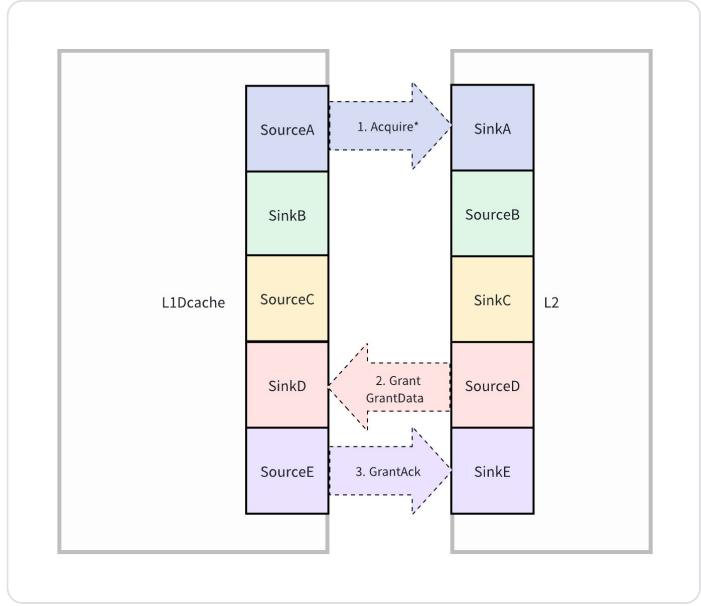 SourceA
1. Acquire*
SinkA
SinkB
SourceB
L1Dcache
SourceC
SinkC
L2
SinkD
2. Grant
GrantData
SourceD
SourceE
3. GrantAck
SinkE